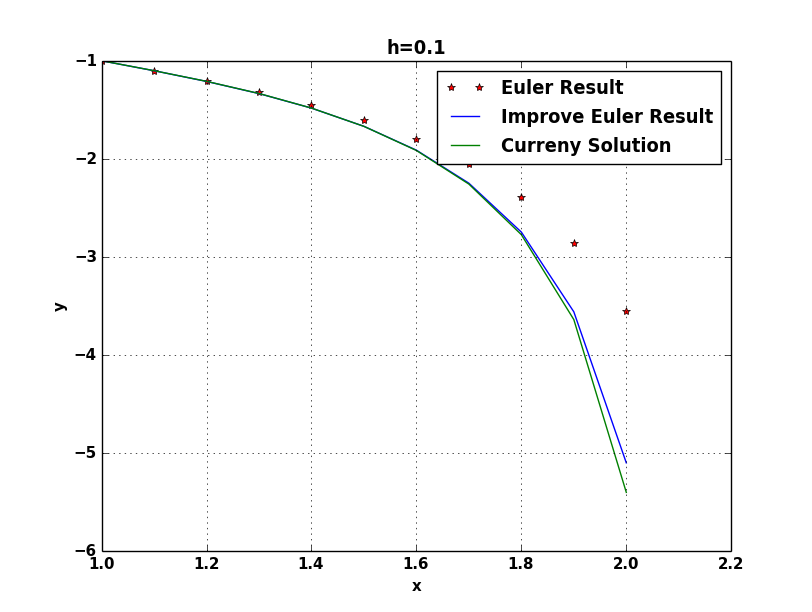 h=0.1
Euler Result
Improve Euler Result
Curreny Solution
−1
−2
−3
−4
−5
−6
y
1.0 1.2 1.4 1.6 1.8 2.0 2.2
x